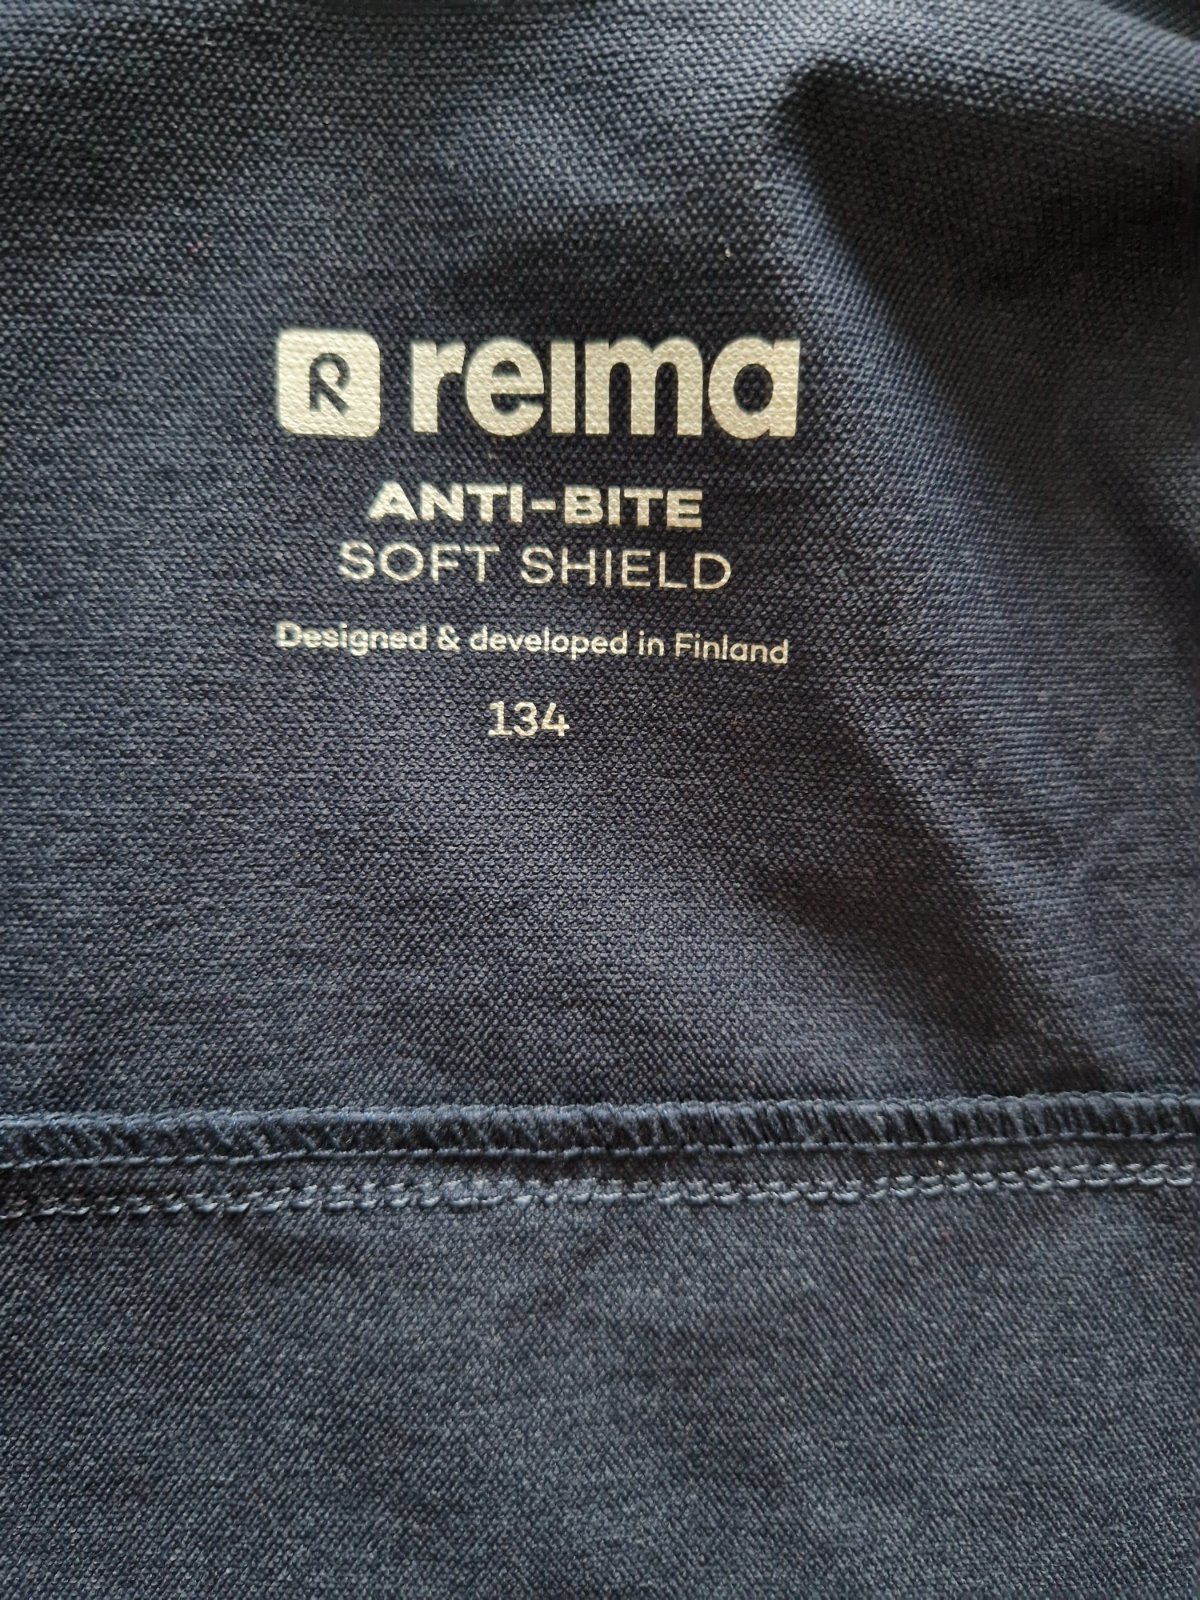 R reima
ANTI-BITE
SOFT SHIELD
Designed & developed in Finland
134